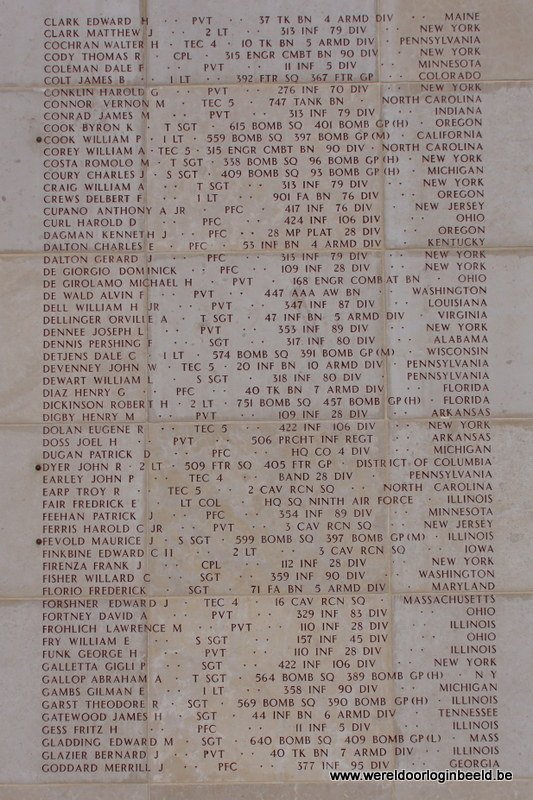 CLARK EDWARD H · PVT · 37 TK BN 4 ARMD DIV · MAINE
CLARK MATTHEW J · 2 LT · 313 INF 79 DIV · NEW YORK
COCHRAN WALTER H · TEC 4 · 10 TK BN 5 ARMD DIV · PENNSYLVANIA
CODY THOMAS R · CPL · 315 ENGR CMBT BN 90 DIV · NEW YORK
COLEMAN DALE F · PVT · 11 INF 5 DIV · MINNESOTA
COLT JAMES B · 1 LT · 392 FTR SQ 367 FTR GP · COLORADO
CONKLIN HAROLD G · PVT · 276 INF 70 DIV · NEW YORK
CONNOR VERNON M · TEC 5 · 747 TANK BN · NORTH CAROLINA
CONRAD JAMES M · PVT · 313 INF 79 DIV · INDIANA
COOK BYRON K · T SGT · 615 BOMB SQ 401 BOMB GP (H) · OREGON
COOK WILLIAM P · 1 LT · 559 BOMB SQ 397 BOMB GP (M) · CALIFORNIA
COREY WILLIAM A · TEC 5 · 315 ENGR CMBT BN 90 DIV · NORTH CAROLINA
COSTA ROMOLO M · T SGT · 338 BOMB SQ 96 BOMB GP (H) · NEW YORK
COURY CHARLES J · S SGT · 409 BOMB SQ 93 BOMB GP (H) · MICHIGAN
CRAIG WILLIAM A · T SGT · 313 INF 79 DIV · NEW YORK
CREWS DELBERT F · 1 LT · 901 FA BN 76 DIV · OREGON
CUPANO ANTHONY A JR · PFC · 417 INF 76 DIV · NEW JERSEY
CURL HAROLD D · PFC · 424 INF 106 DIV · OHIO
DAGMAN KENNETH J · PFC · 28 MP PLAT 28 DIV · OREGON
DALTON CHARLES E · PFC · 53 INF BN 4 ARMD DIV · KENTUCKY
DALTON GERARD J · PFC · 313 INF 79 DIV · NEW YORK
DE GIORGIO DOMINICK · PFC · 109 INF 28 DIV · NEW YORK
DE GIROLAMO MICHAEL H · PVT · 168 ENGR COMBAT BN · OHIO
DE WALD ALVIN F · PVT · 447 AAA AW BN · WASHINGTON
DELL WILLIAM H JR · PVT · 347 INF 87 DIV · LOUISIANA
DELLINGER ORVILLE A · T SGT · 47 INF BN 5 ARMD DIV · VIRGINIA
DENNEE JOSEPH L · PVT · 353 INF 89 DIV · NEW YORK
DENNIS PERSHING F · SGT · 317 INF 80 DIV · ALABAMA
DETJENS DALE C · 1 LT · 574 BOMB SQ 391 BOMB GP (M) · WISCONSIN
DEVENNEY JOHN W · TEC 5 · 20 INF BN 10 ARMD DIV · PENNSYLVANIA
DEWART WILLIAM L · S SGT · 318 INF 80 DIV · PENNSYLVANIA
DIAZ HENRY G · PFC · 40 TK BN 7 ARMD DIV · FLORIDA
DICKINSON ROBERT H · 2 LT · 751 BOMB SQ 457 BOMB GP (H) · FLORIDA
DIGBY HENRY M · PVT · 109 INF 28 DIV · ARKANSAS
DOLAN EUGENE R · TEC 5 · 422 INF 106 DIV · NEW YORK
DOSS JOEL H · PVT · 506 PRCHT INF REGT · ARKANSAS
DUGAN PATRICK D · PFC · HQ CO 4 DIV · MICHIGAN
DYER JOHN R · 2 LT · 509 FTR SQ 405 FTR GP · DISTRICT OF COLUMBIA
EARLEY JOHN P · TEC 4 · BAND 28 DIV · PENNSYLVANIA
EARP TROY R · TEC 5 · 2 CAV RCN SQ · NORTH CAROLINA
FAIR FREDRICK E · LT COL · HQ SQ NINTH AIR FORCE · ILLINOIS
FEEHAN PATRICK J · PFC · 354 INF 89 DIV · MINNESOTA
FERRIS HAROLD C JR · PVT · 3 CAV RCN SQ · NEW JERSEY
FEVOLD MAURICE J · S SGT · 599 BOMB SQ 397 BOMB GP (M) · ILLINOIS
FINKBINE EDWARD C II · 2 LT · 3 CAV RCN SQ · IOWA
FIRENZA FRANK J · CPL · 112 INF 28 DIV · NEW YORK
FISHER WILLARD C · SGT · 359 INF 90 DIV · WASHINGTON
FLORIO FREDERICK · SGT · 71 FA BN 5 ARMD DIV · MARYLAND
FORSHNER EDWARD J · TEC 4 · 16 CAV RCN SQ · MASSACHUSETTS
FORTNEY DAVID A · PVT · 329 INF 83 DIV · OHIO
FROHLICH LAWRENCE M · PVT · 110 INF 28 DIV · ILLINOIS
FRY WILLIAM E · S SGT · 157 INF 45 DIV · OHIO
FUNK GEORGE H · PVT · 110 INF 28 DIV · ILLINOIS
GALLETTA GIGLI P · SGT · 422 INF 106 DIV · NEW YORK
GALLOP ABRAHAM A · T SGT · 564 BOMB SQ 389 BOMB GP (H) · N Y
GAMBS GILMAN E · 1 LT · 358 INF 90 DIV · MICHIGAN
GARST THEODORE R · SGT · 569 BOMB SQ 390 BOMB GP (H) · ILLINOIS
GATEWOOD JAMES H · SGT · 44 INF BN 6 ARMD DIV · TENNESSEE
GESS FRITZ H · PFC · 11 INF 5 DIV · ILLINOIS
GLADDING EDWARD M · SGT · 640 BOMB SQ 409 BOMB GP (L) · MASS
GLAZIER BERNARD J · PVT · 40 TK BN 7 ARMD DIV · ILLINOIS
GODDARD MERRILL J · PFC · 377 INF 95 DIV · GEORGIA
www.wereldoorloginbeeld.be